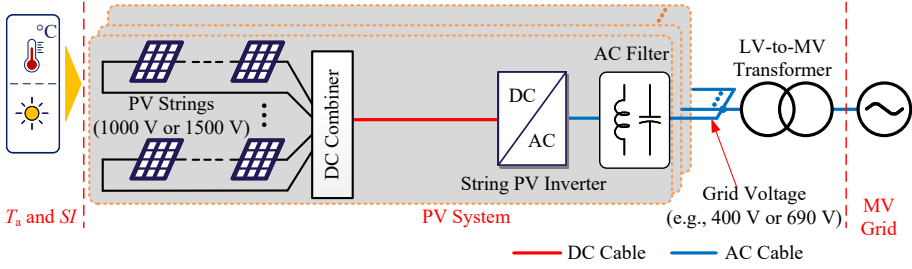 °C
PV Strings
(1000 V or 1500 V)
DC Combiner
DC
AC
String PV Inverter
AC Filter
LV-to-MV
Transformer
Grid Voltage
(e.g., 400 V or 690 V)
Ta and SI
PV System
MV
Grid
DC Cable
AC Cable